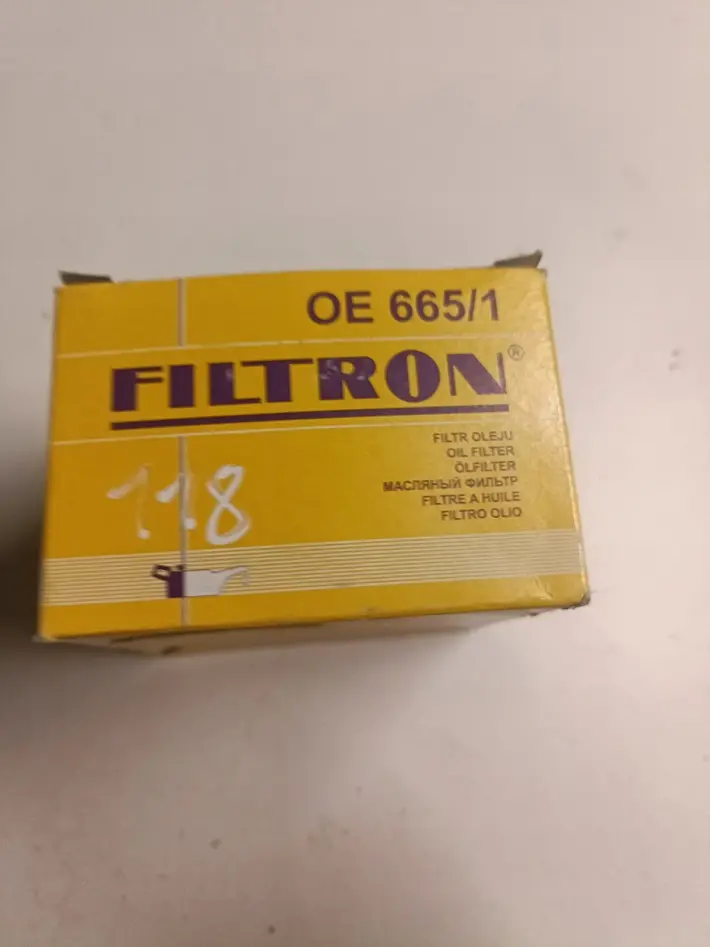 OE 665/1
FILTRON®
FILTR OLEJU
OIL FILTER
ÖLFILTER
МАСЛЯНЫЙ ФИЛЬТР
FILTRE A HUILE
FILTRO OLIO
118